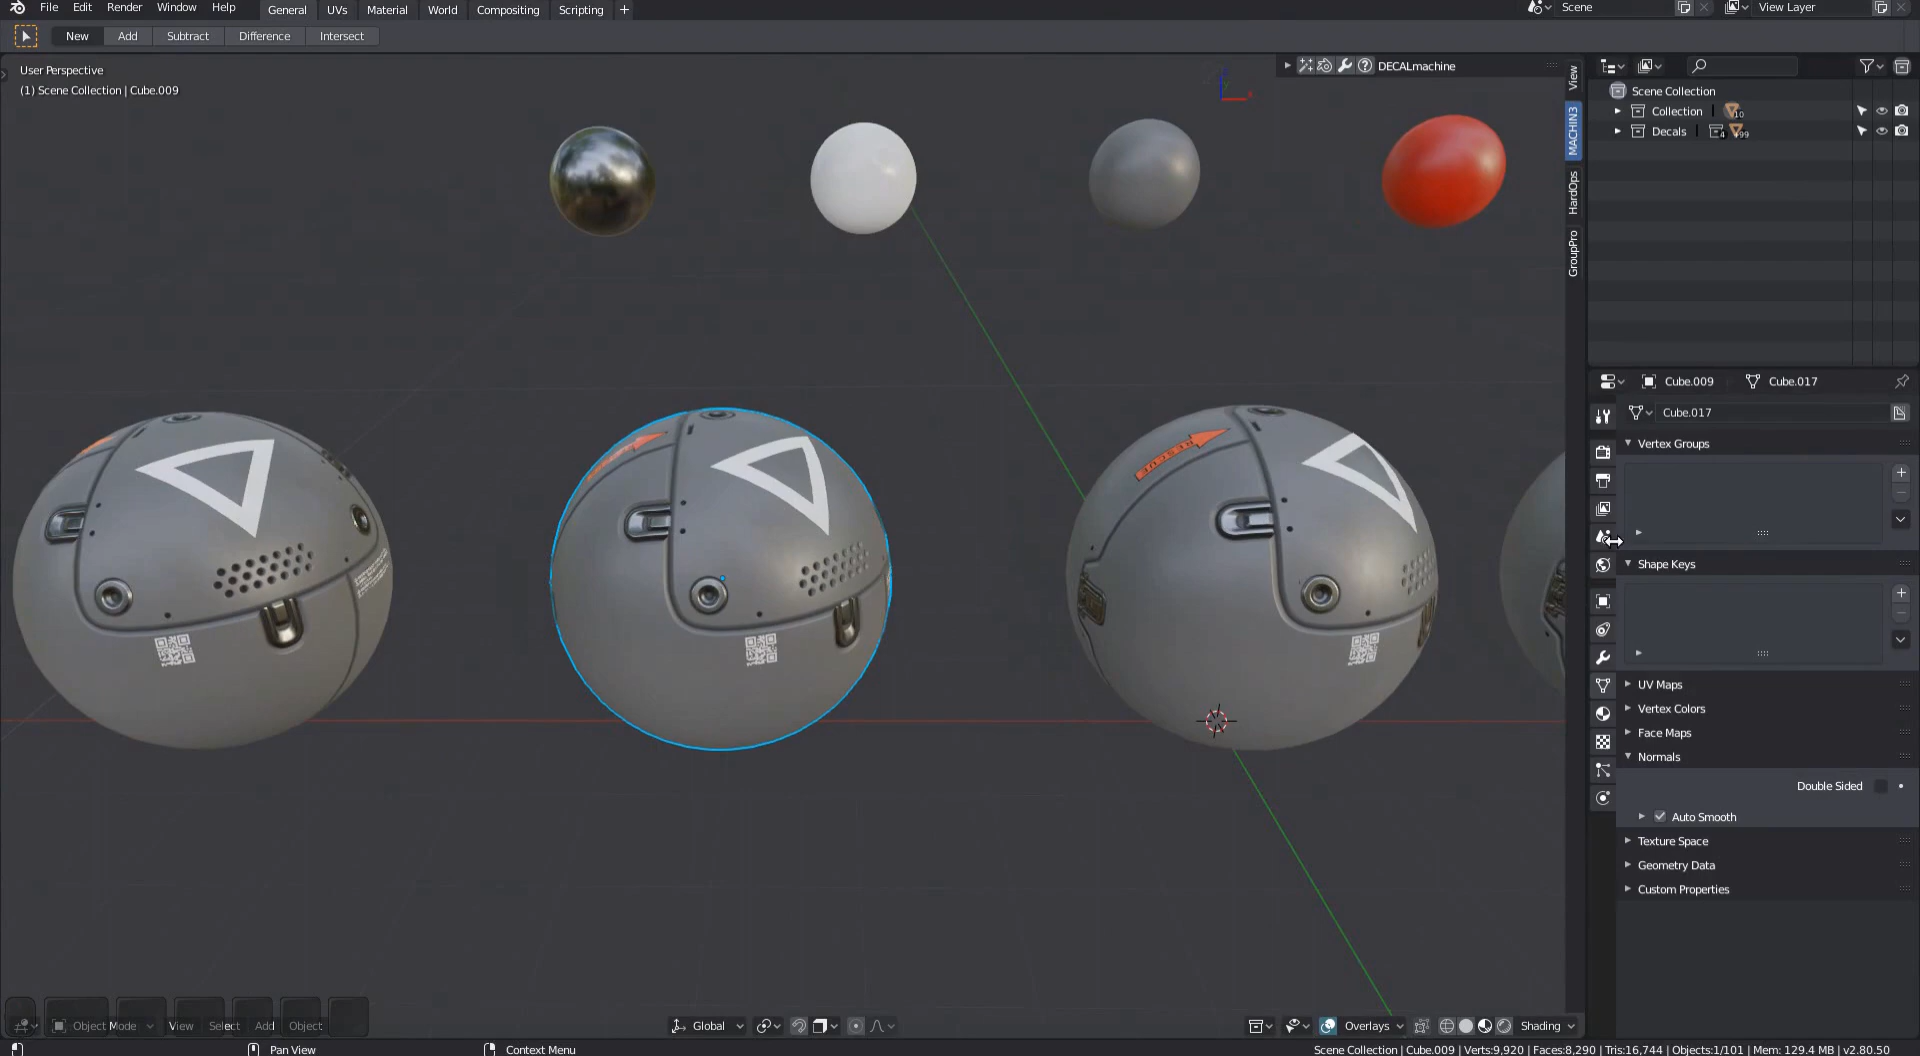 File Edit Render Window Help General UVs Material World Compositing Scripting + Scene View Layer
New Add Subtract Difference Intersect
User Perspective
(1) Scene Collection | Cube.009
DECALmachine
View
MACHIN3
HardOps
GroupPro
Scene Collection
Collection 10
Decals 4 99
Cube.009 Cube.017
Cube.017
Vertex Groups
Shape Keys
UV Maps
Vertex Colors
Face Maps
Normals
Double Sided
Auto Smooth
Texture Space
Geometry Data
Custom Properties
RESCUE
Object Mode View Select Add Object Global Overlays Shading
Pan View Context Menu Scene Collection | Cube.009 | Verts:9,920 | Faces:8,290 | Tris:16,744 | Objects:1/101 | Mem: 129.4 MB | v2.80.50